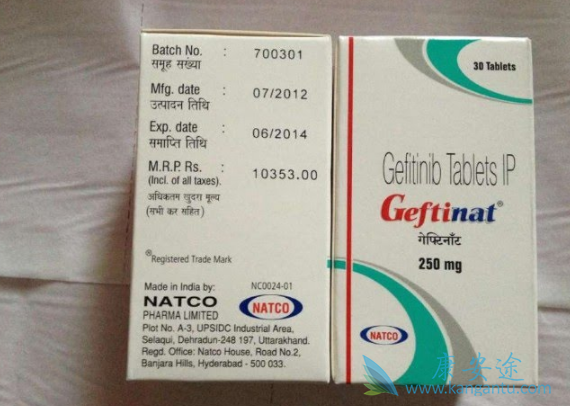 Batch No. : 700301
समूह सख्या
Mfg. date : 07/2012
उत्पादन तिथि
Exp. date : 06/2014
समाप्ति तिथि
M.R.P. Rs. : 10353.00
(Incl. of all taxes).
अधिकतम खुदरा मूल्य
(सभी कर सहित)
®Registered Trade Mark
Made in India by: NC0024-01
NATCO
PHARMA LIMITED
NATCO
Plot No. A-3, UPSIDC Industrial Area,
Selaqui, Dehradun-248 197, Uttarakhand.
Regd. Office: Natco House, Road No.2,
Banjara Hills, Hyderabad - 500 033.
30 Tablets
Gefitinib Tablets IP
Geftinat®
गेफ्टिनॉट
250 mg
NATCO
康安途
www.kangantu.com